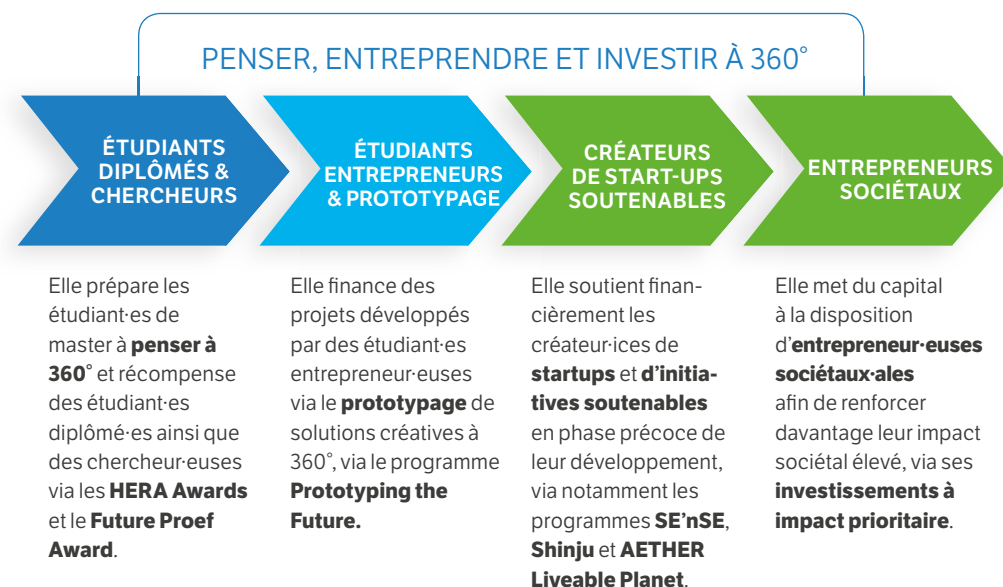 PENSER, ENTREPRENDRE ET INVESTIR À 360°
ÉTUDIANTS
DIPLÔMÉS &
CHERCHEURS
ÉTUDIANTS
ENTREPRENEURS
& PROTOTYPAGE
CRÉATEURS
DE START-UPS
SOUTENABLES
ENTREPRENEURS
SOCIÉTAUX
Elle prépare les
étudiant·es de
master à penser à
360° et récompense
des étudiant·es
diplômé·es ainsi que
des chercheur·euses
via les HERA Awards
et le Future Proef
Award.
Elle finance des
projets développés
par des étudiant·es
entrepreneur·euses
via le prototypage de
solutions créatives à
360°, via le programme
Prototyping the
Future.
Elle soutient finan-
cièrement les
créateur·ices de
startups et d'initia-
tives soutenables
en phase précoce de
leur développement,
via notamment les
programmes SE'nSE,
Shinju et AETHER
Liveable Planet.
Elle met du capital
à la disposition
d'entrepreneur·euses
sociétaux·ales
afin de renforcer
davantage leur impact
sociétal élevé, via ses
investissements à
impact prioritaire.